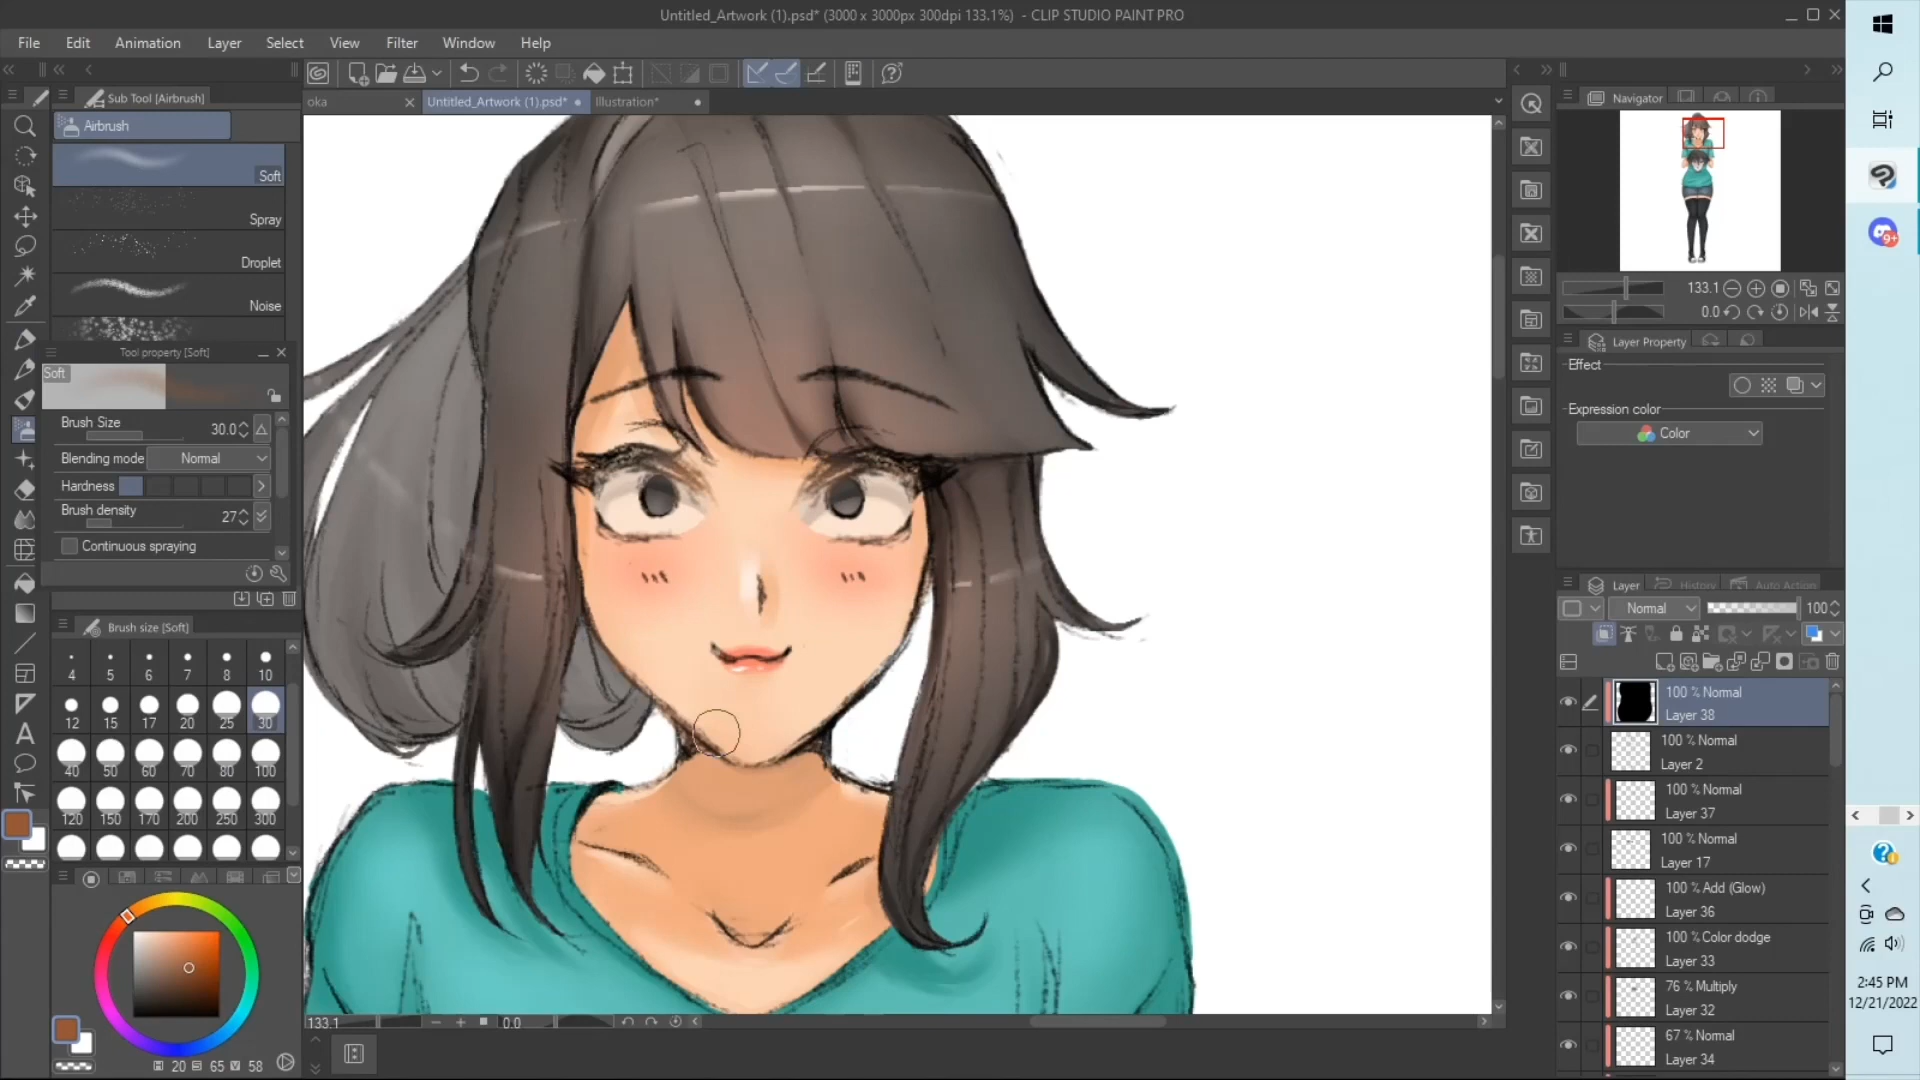 Untitled_Artwork (1).psd* (3000 x 3000px 300dpi 133.1%)  - CLIP STUDIO PAINT PRO
File Edit Animation Layer Select View Filter Window Help
Sub Tool [Airbrush]
oka
Untitled_Artwork (1).psd*
Illustration*
Navigator
Airbrush
Soft
Spray
Droplet
Noise
133.1
0.0
Tool property [Soft]
Soft
Brush Size 30.0
Blending mode Normal
Hardness
Brush density 27
Continuous spraying
Layer Property
Effect
Expression color
Color
Layer History Auto Action
Normal 100
Brush size [Soft]
4 5 6 7 8 10
12 15 17 20 25 30
40 50 60 70 80 100
120 150 170 200 250 300
100 % Normal
Layer 38
100 % Normal
Layer 2
100 % Normal
Layer 37
100 % Normal
Layer 17
100 % Add (Glow)
Layer 36
100 % Color dodge
Layer 33
76 % Multiply
Layer 32
67 % Normal
Layer 34
A
H 20 S 65 V 58
133.1 0.0
9+
2:45 PM
12/21/2022